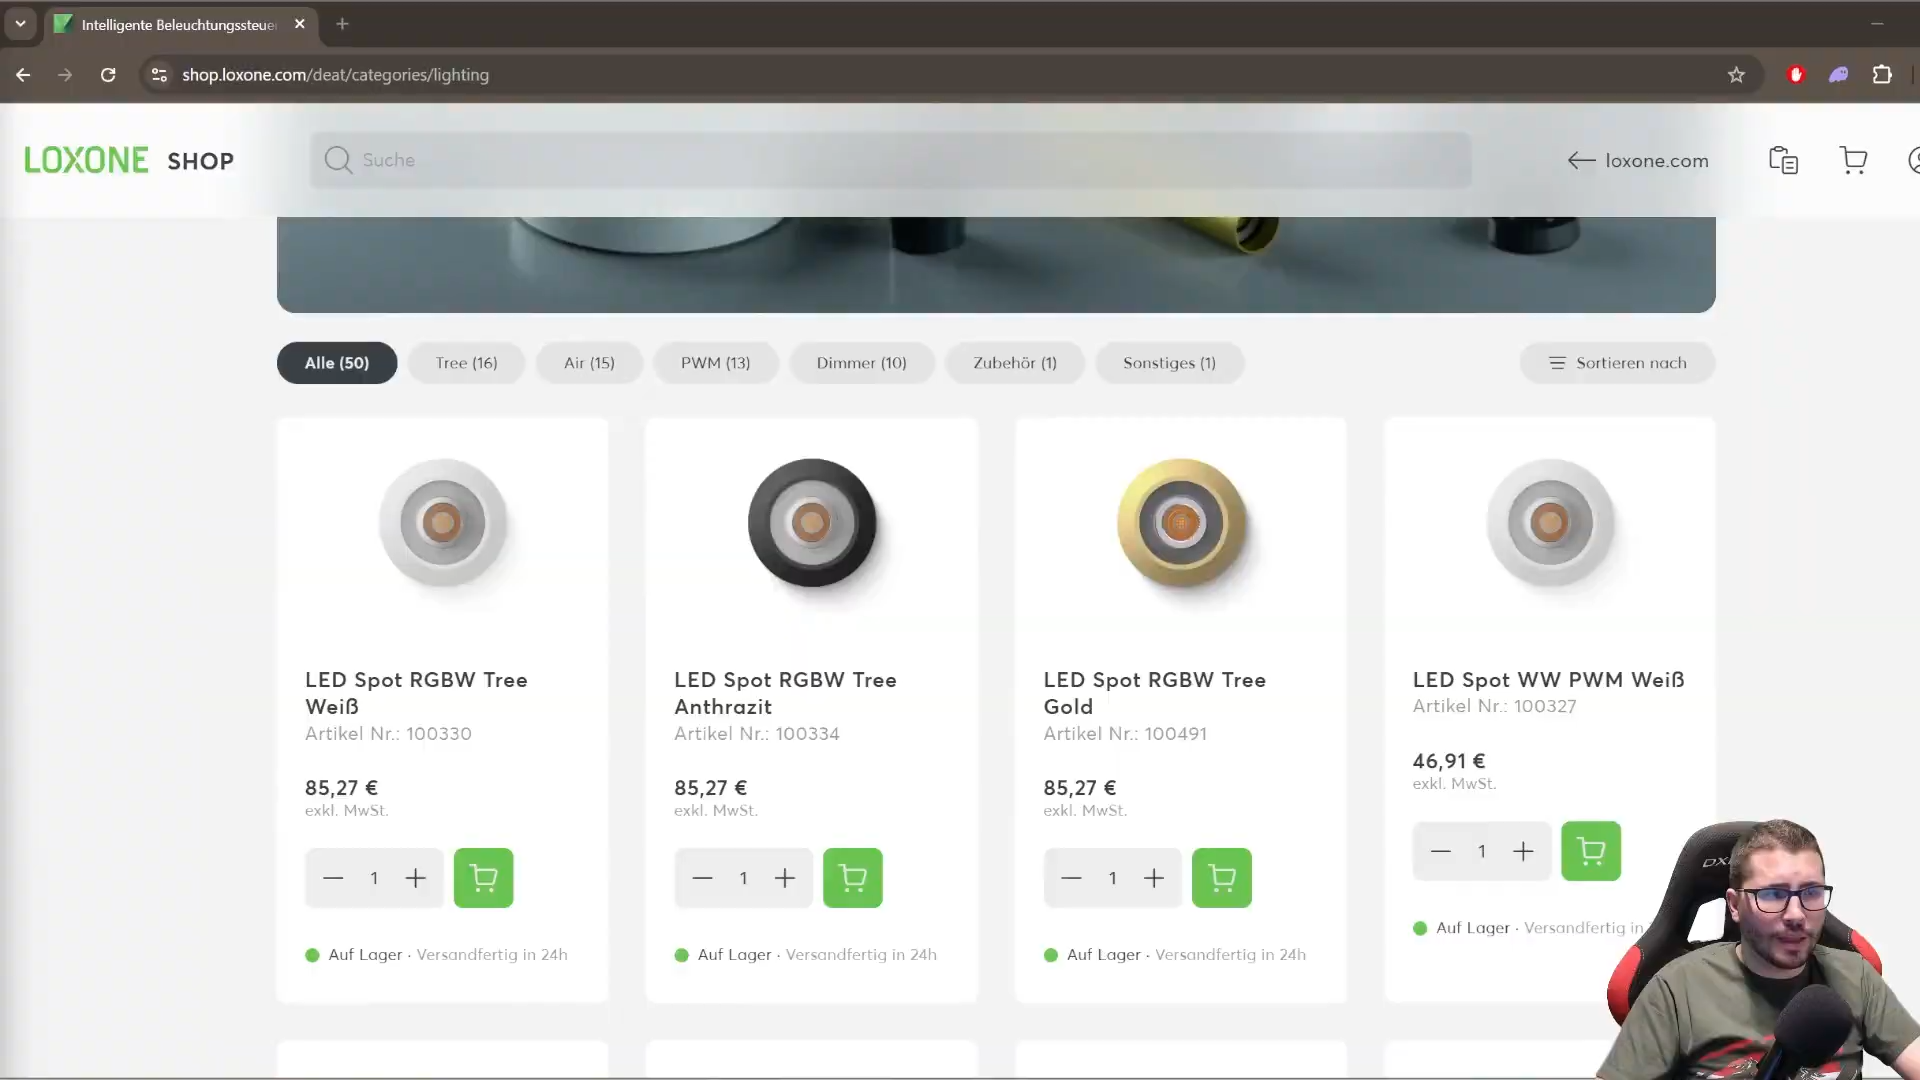 Intelligente Beleuchtungssteue
shop.loxone.com/deat/categories/lighting
LOXONE SHOP
Suche
loxone.com
Alle (50)
Tree (16)
Air (15)
PWM (13)
Dimmer (10)
Zubehör (1)
Sonstiges (1)
Sortieren nach
LED Spot RGBW Tree
Weiß
Artikel Nr.: 100330
85,27 €
exkl. MwSt.
1
Auf Lager · Versandfertig in 24h
LED Spot RGBW Tree
Anthrazit
Artikel Nr.: 100334
85,27 €
exkl. MwSt.
1
Auf Lager · Versandfertig in 24h
LED Spot RGBW Tree
Gold
Artikel Nr.: 100491
85,27 €
exkl. MwSt.
1
Auf Lager · Versandfertig in 24h
LED Spot WW PWM Weiß
Artikel Nr.: 100327
46,91 €
exkl. MwSt.
1
Auf Lager · Versandfertig in